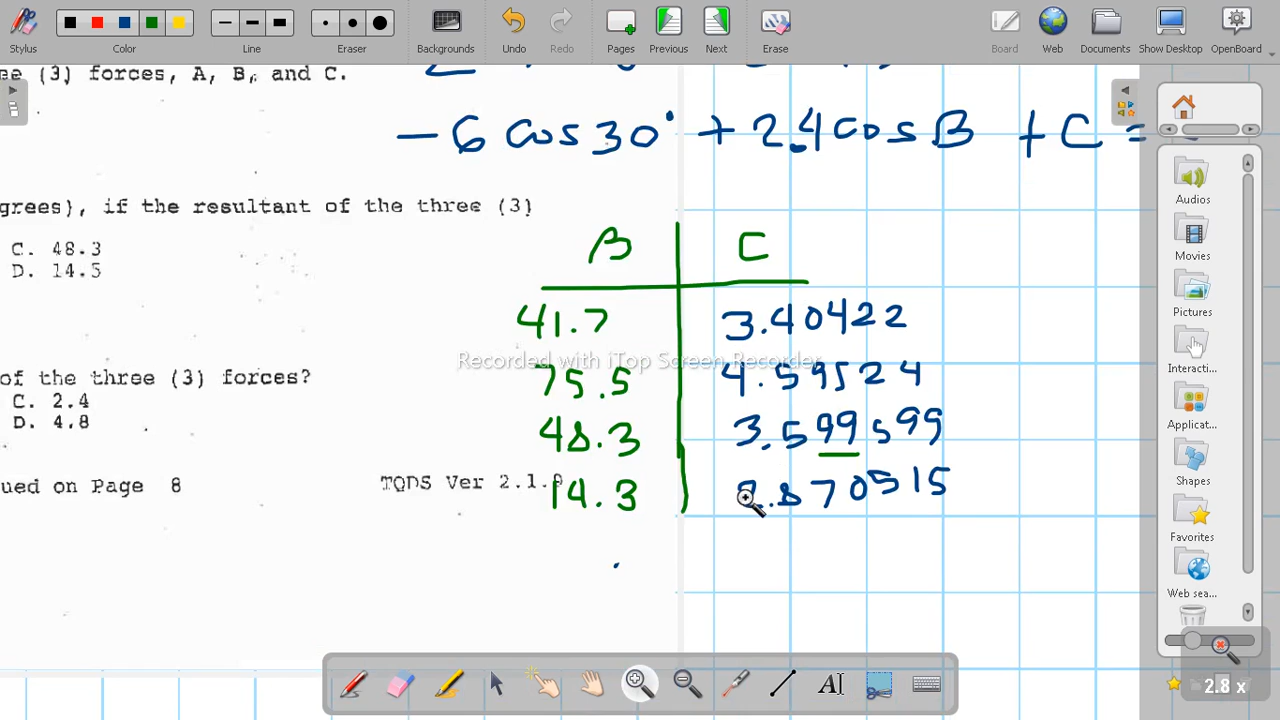 Stylus
Color
Line
Eraser
Backgrounds
Undo
Redo
Pages
Previous
Next
Erase
Board
Web
Documents
Show Desktop
OpenBoard
ee (3) forces, A, B, and C.
- 6 cos 30° + 2.4 cos B + C =
grees), if the resultant of the three (3)
C. 48.3
D. 14.5
B C
41.7 3.40422
75.5 4.59524
48.3 3.599599
14.3 2.870515
Recorded with iTop Screen Recorder
of the three (3) forces?
C. 2.4
D. 4.8
ued on Page 8
TQDS Ver 2.1.
Audios
Movies
Pictures
Interacti...
Applicat...
Shapes
Favorites
Web sea...
2.8 x